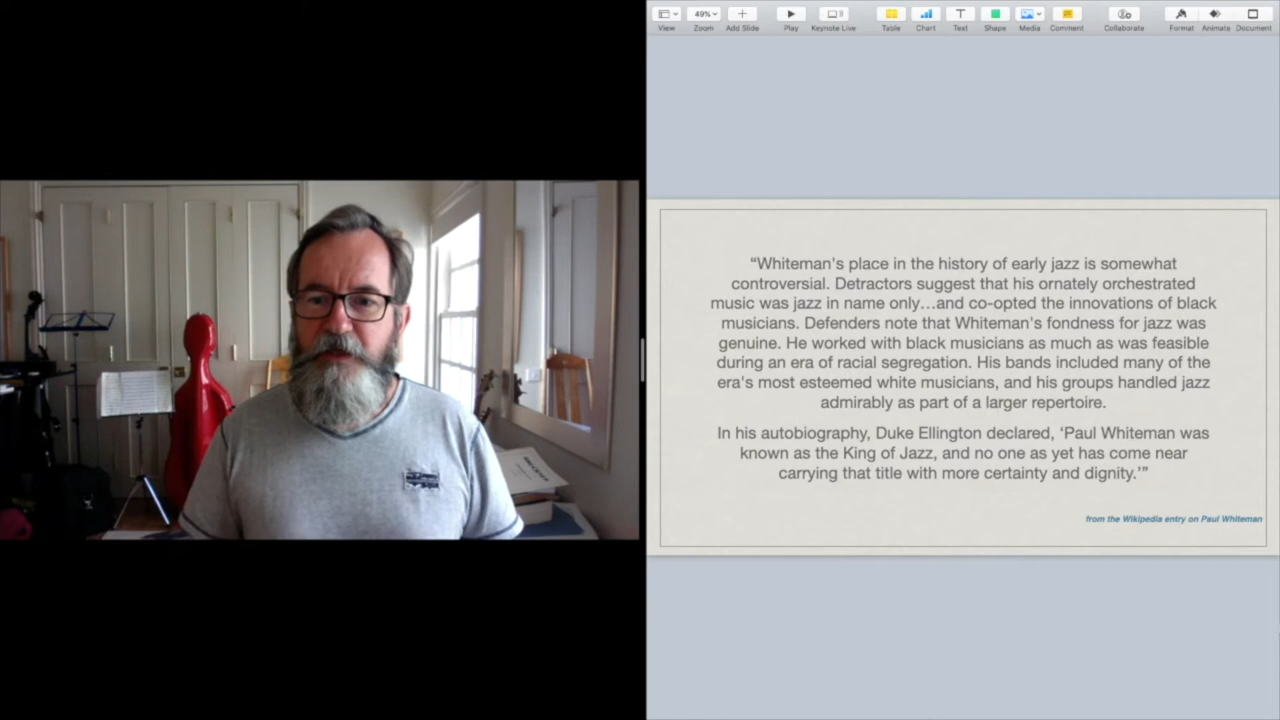 View
49%
Zoom
Add Slide
Play
Keynote Live
Table
Chart
Text
Shape
Media
Comment
Collaborate
Format
Animate
Document
“Whiteman's place in the history of early jazz is somewhat
controversial. Detractors suggest that his ornately orchestrated
music was jazz in name only…and co-opted the innovations of black
musicians. Defenders note that Whiteman's fondness for jazz was
genuine. He worked with black musicians as much as was feasible
during an era of racial segregation. His bands included many of the
era's most esteemed white musicians, and his groups handled jazz
admirably as part of a larger repertoire.
In his autobiography, Duke Ellington declared, ‘Paul Whiteman was
known as the King of Jazz, and no one as yet has come near
carrying that title with more certainty and dignity.’”
from the Wikipedia entry on Paul Whiteman